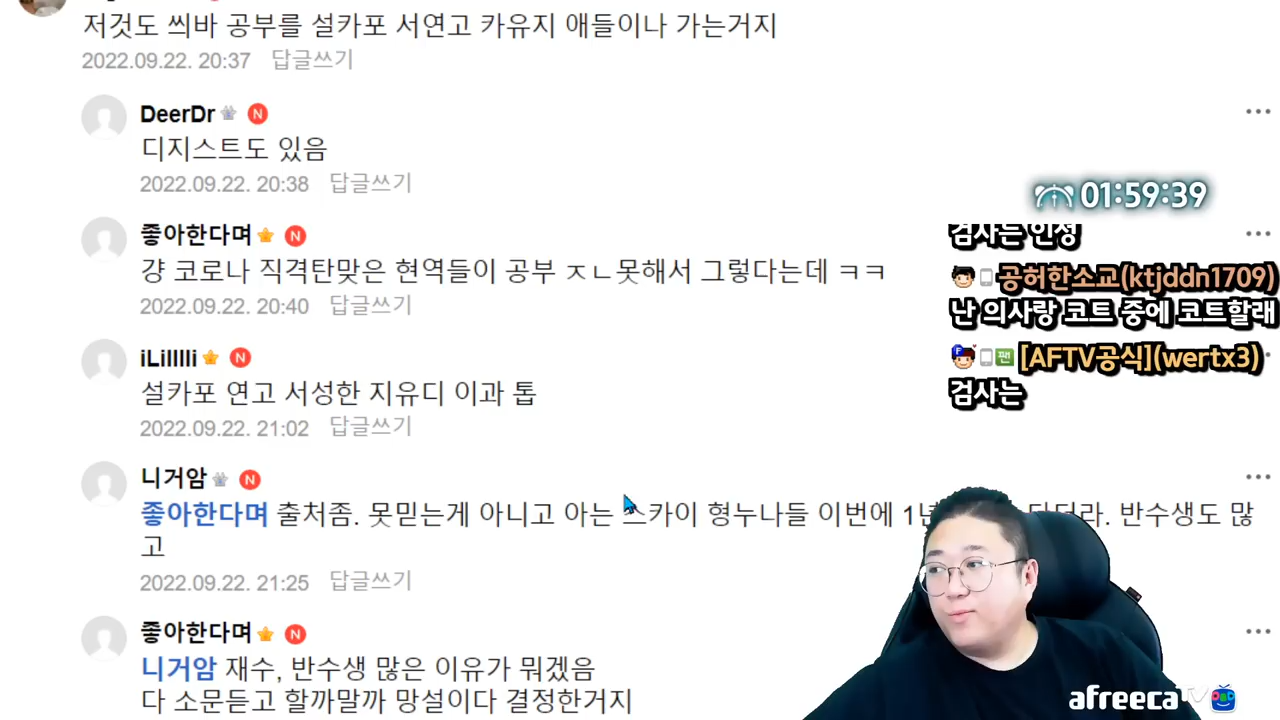 저것도 씌바 공부를 설카포 서연고 카유지 애들이나 가는거지
2022.09.22. 20:37 답글쓰기
DeerDr N
디지스트도 있음
2022.09.22. 20:38 답글쓰기
좋아한다며 N
걍 코로나 직격탄맞은 현역들이 공부 ㅈㄴ못해서 그렇다는데 ㅋㅋ
2022.09.22. 20:40 답글쓰기
iLilllli N
설카포 연고 서성한 지유디 이과 톱
2022.09.22. 21:02 답글쓰기
니거암 N
좋아한다며 출처좀. 못믿는게 아니고 아는 스카이 형누나들 이번에 1 반수생도 많
고
2022.09.22. 21:25 답글쓰기
좋아한다며 N
니거암 재수, 반수생 많은 이유가 뭐겠음
다 소문듣고 할까말까 망설이다 결정한거지
01:59:39
검사는 인정
공허한소교(ktjddn1709)
난 의사랑 코트 중에 코트할래
F 팬 [AFTV공식](wertx3)
검사는
afreecaTV